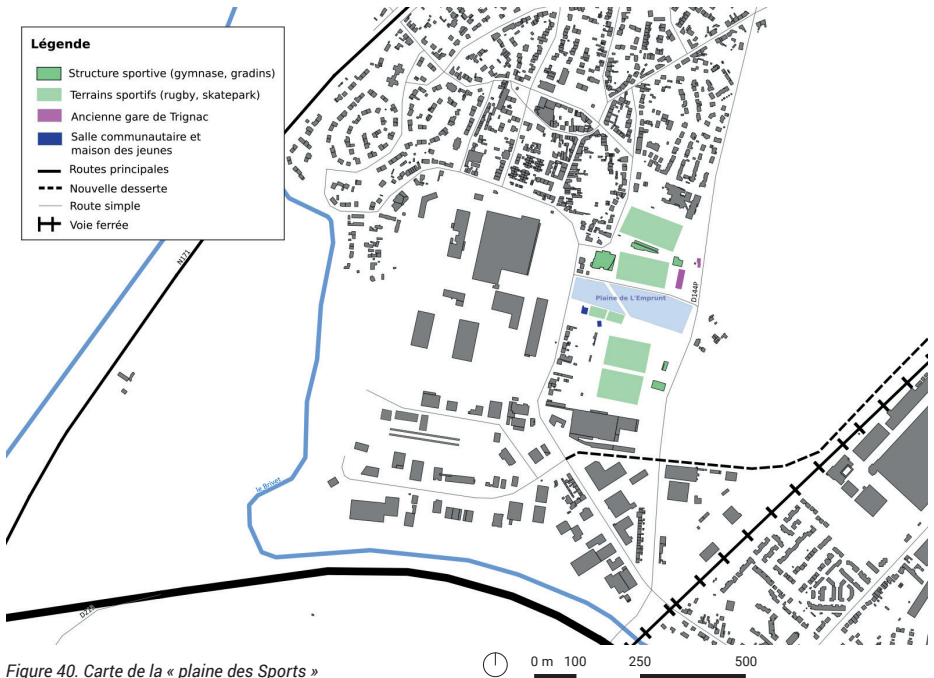 Légende
Structure sportive (gymnase, gradins)
Terrains sportifs (rugby, skatepark)
Ancienne gare de Trignac
Salle communautaire et
maison des jeunes
Routes principales
Nouvelle desserte
Route simple
Voie ferrée
N171
D144P
Plaine de L'Emprunt
le Brivet
Figure 40. Carte de la « plaine des Sports »
0 m 100 250 500